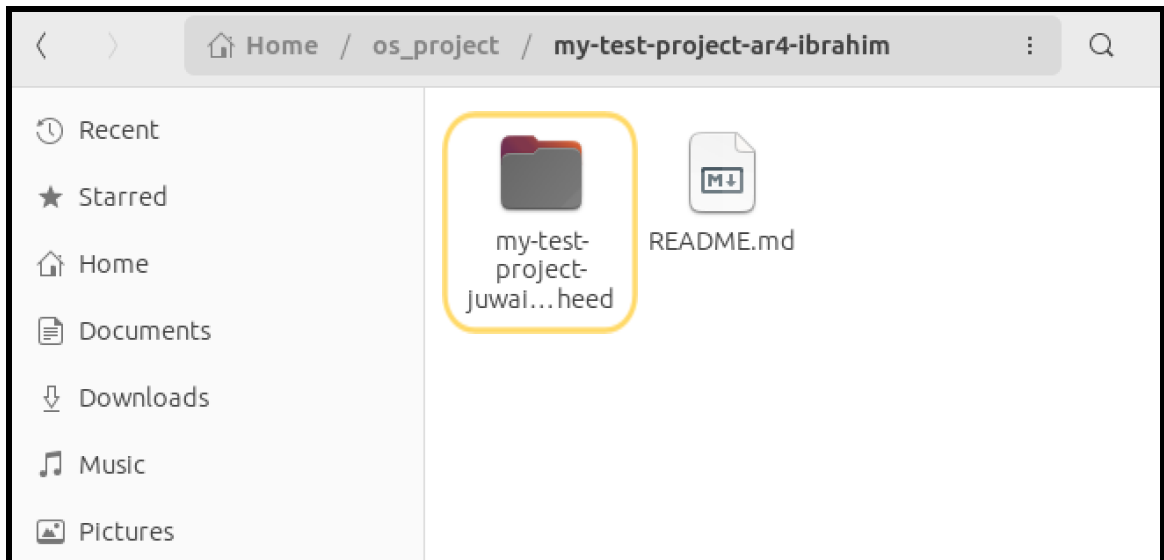 Home / os_project / my-test-project-ar4-ibrahim
Recent
Starred
Home
Documents
Downloads
Music
Pictures
my-test-
project-
juwai...heed
M↓
README.md